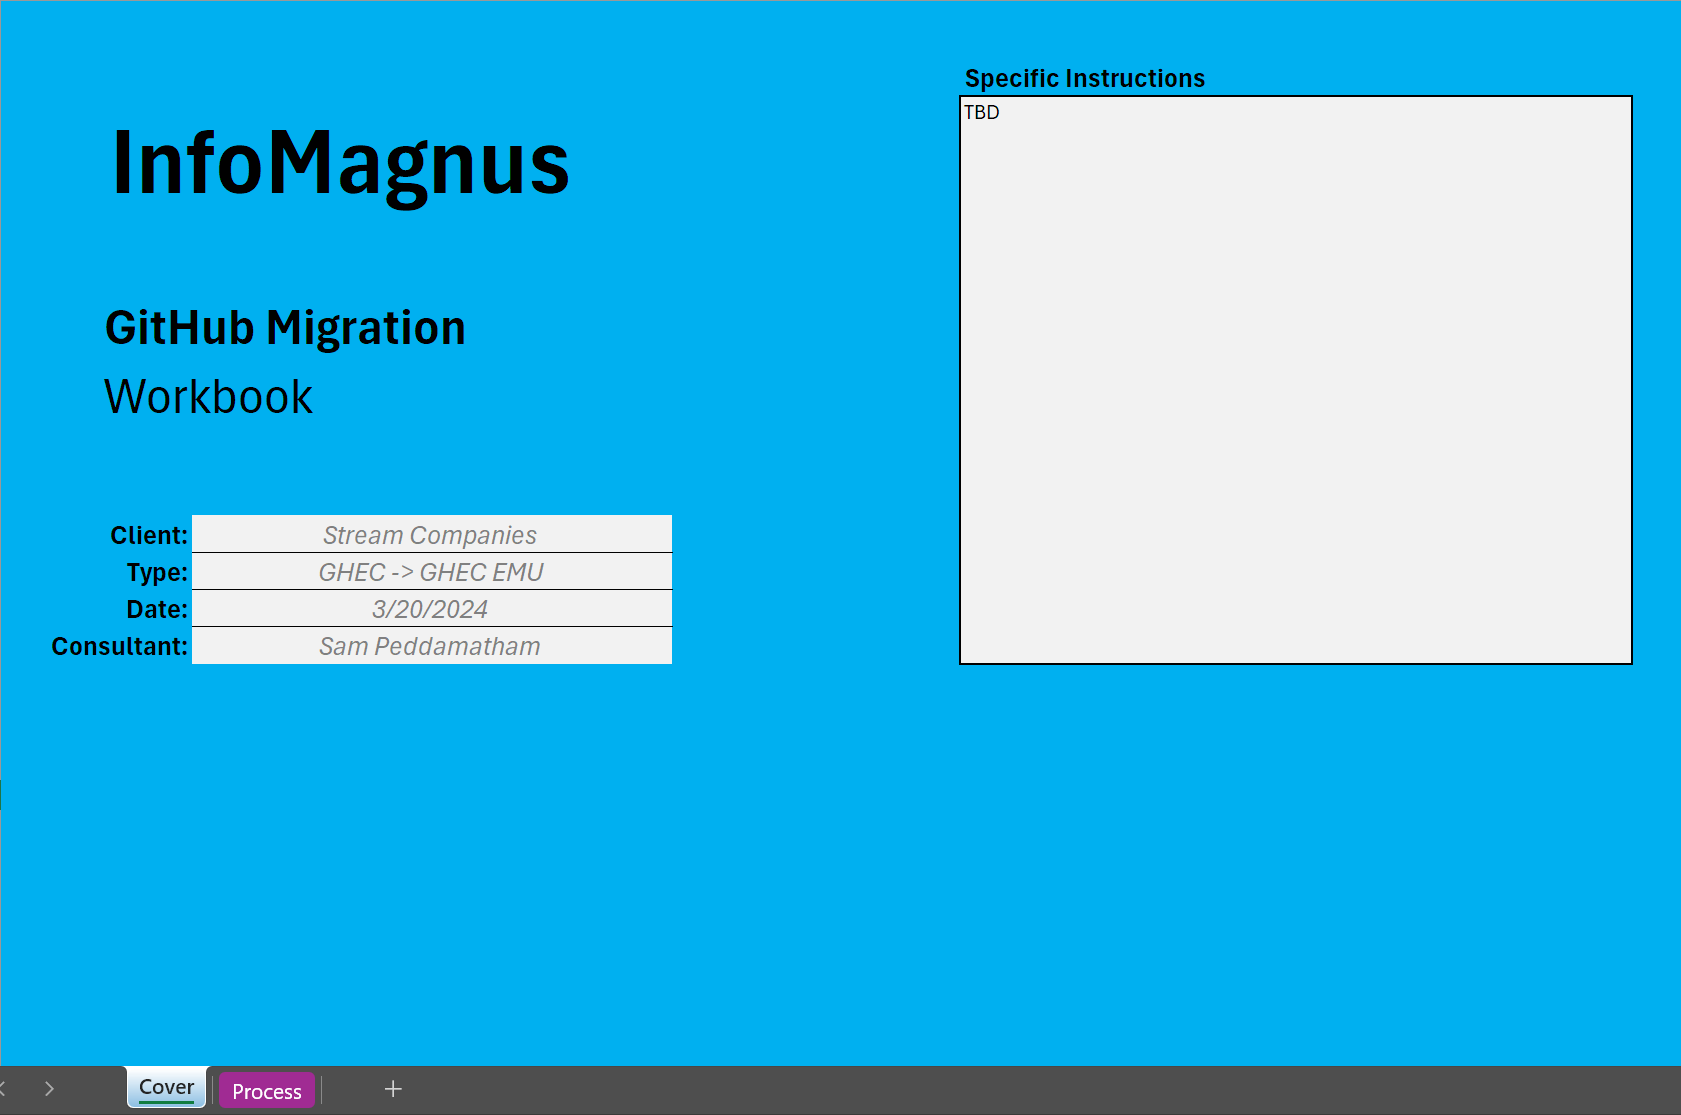 InfoMagnus
GitHub Migration
Workbook
Client: Stream Companies
Type: GHEC -> GHEC EMU
Date: 3/20/2024
Consultant: Sam Peddamatham
Specific Instructions
TBD
Cover
Process